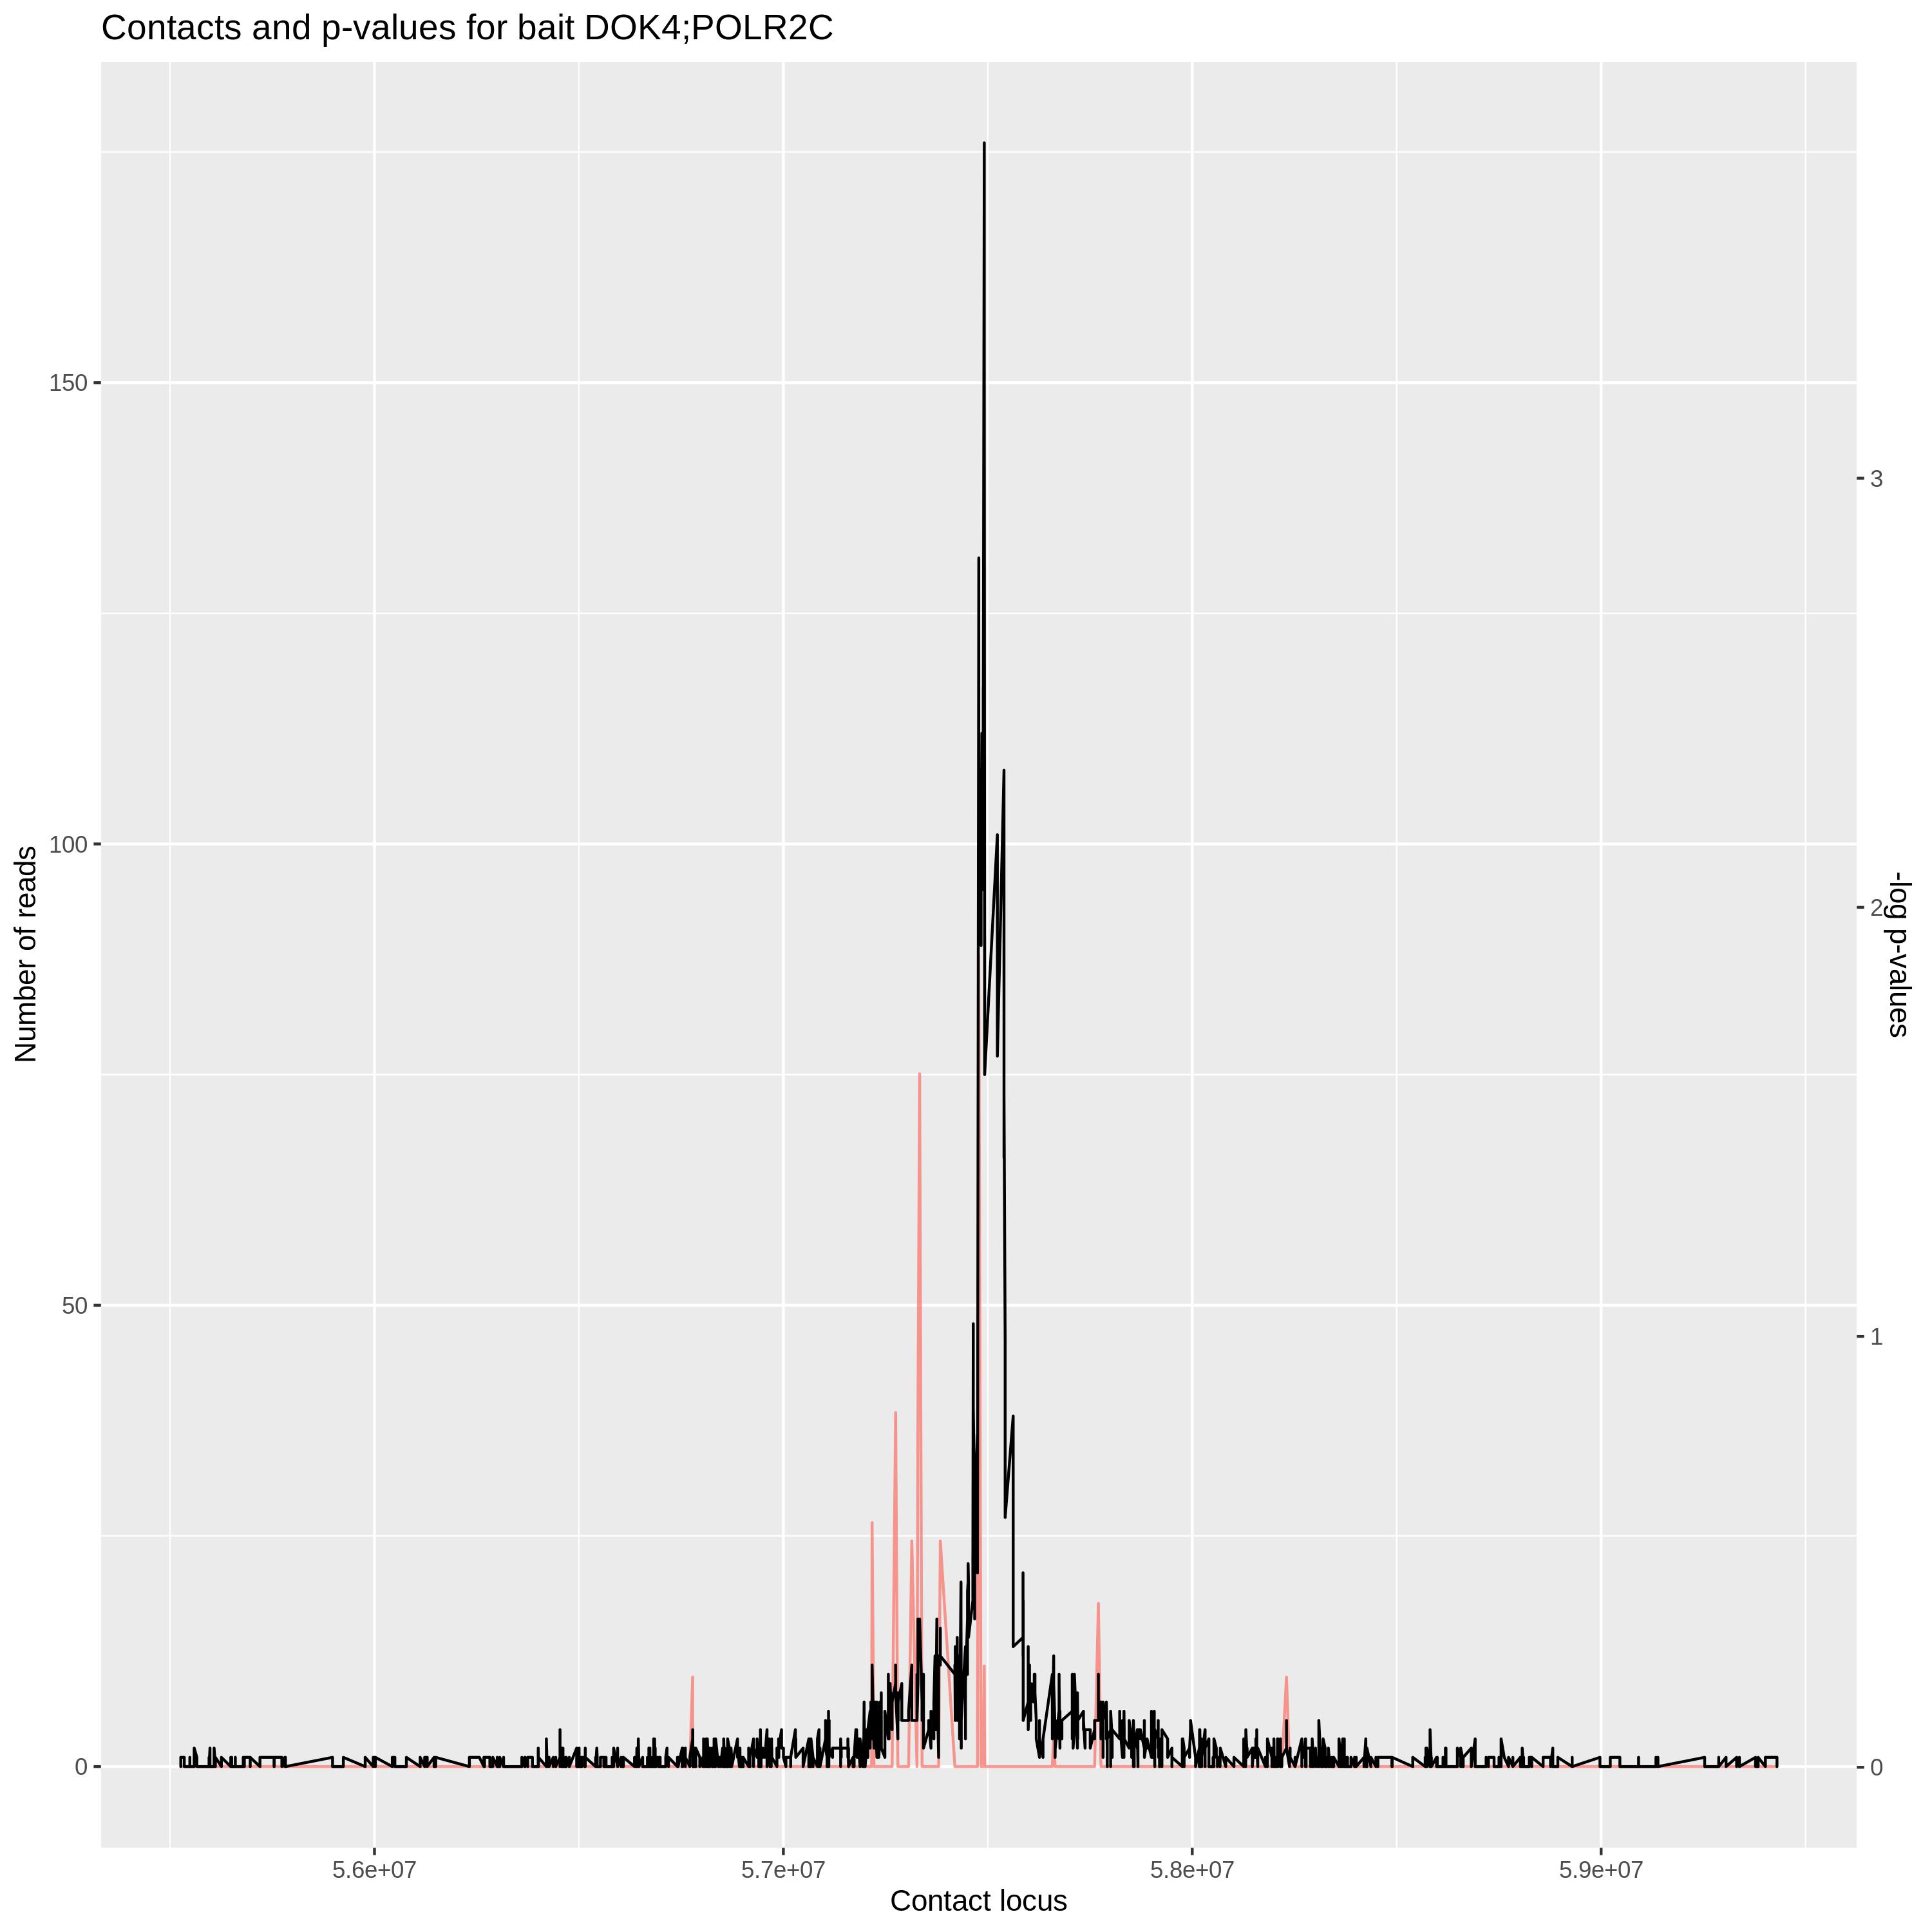 Contacts and p-values for bait DOK4;POLR2C
150
100
50
0
Number of reads
3
2
1
0
-log p-values
5.6e+07
5.7e+07
5.8e+07
5.9e+07
Contact locus